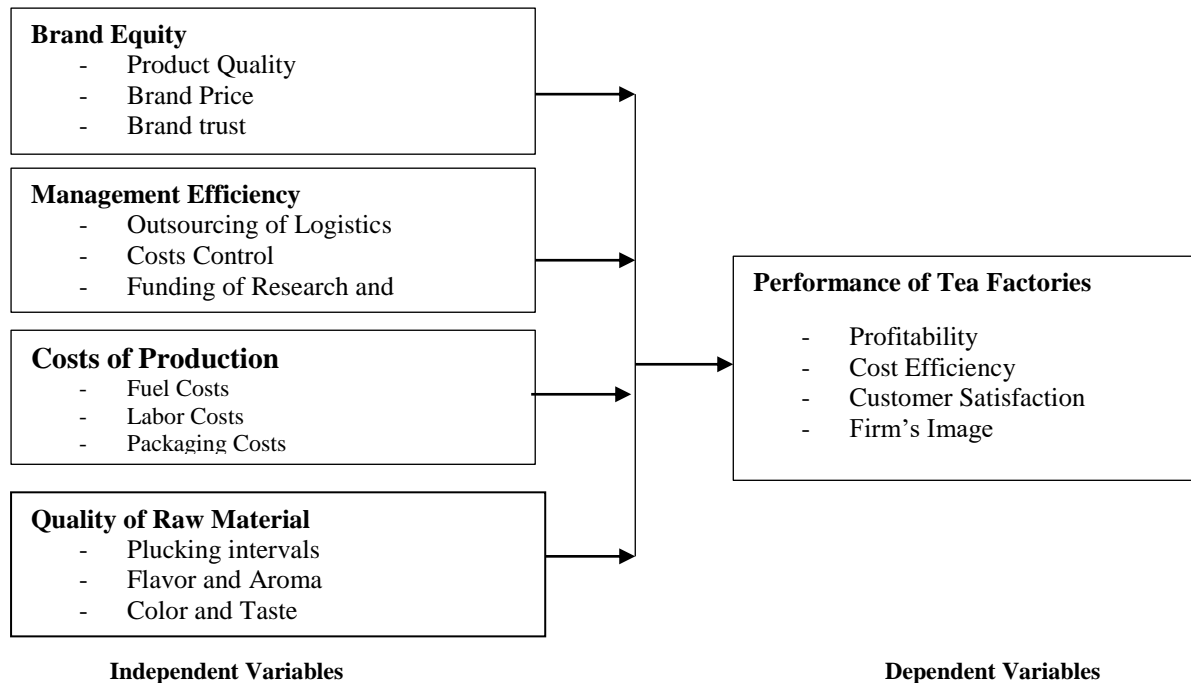 Brand Equity
- Product Quality
- Brand Price
- Brand trust
Management Efficiency
- Outsourcing of Logistics
- Costs Control
- Funding of Research and
Costs of Production
- Fuel Costs
- Labor Costs
- Packaging Costs
Quality of Raw Material
- Plucking intervals
- Flavor and Aroma
- Color and Taste
Performance of Tea Factories
- Profitability
- Cost Efficiency
- Customer Satisfaction
- Firm’s Image
Independent Variables
Dependent Variables